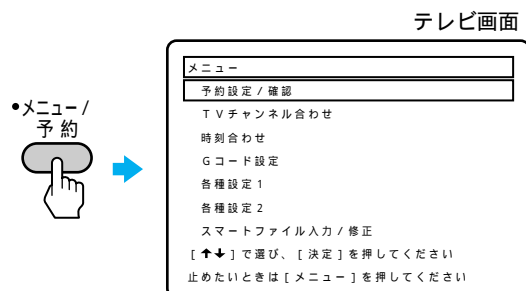 テレビ画面
•メニュー/
予約
メニュー
予約設定/確認
TVチャンネル合わせ
時刻合わせ
Gコード設定
各種設定1
各種設定2
スマートファイル入力/修正
[↑↓]で選び、[決定]を押してください
止めたいときは[メニュー]を押してください